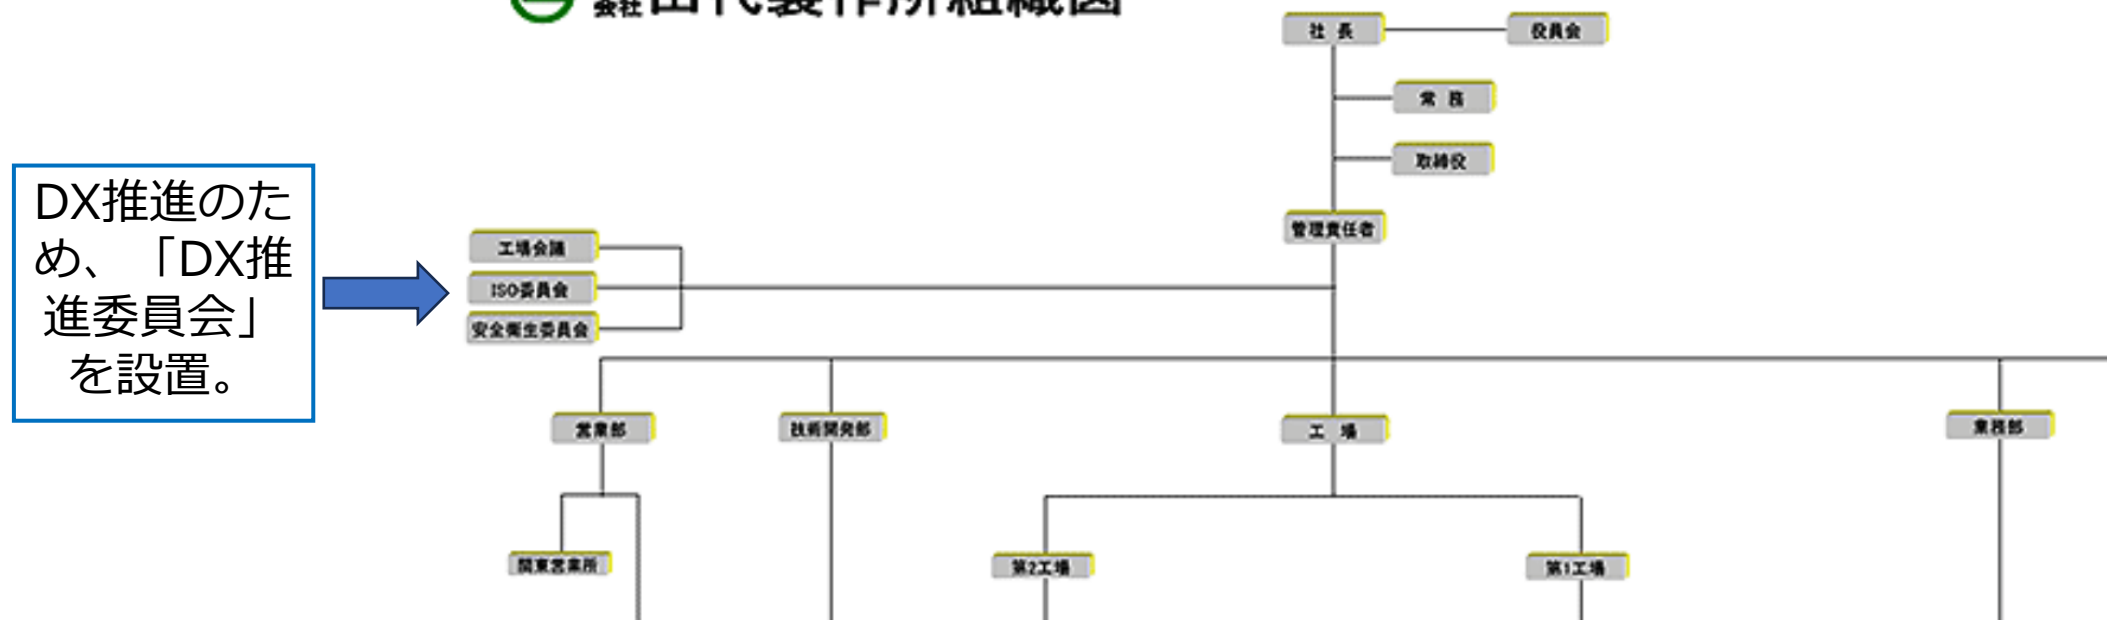 会社田代製作所組織図
社 長
役員会
常 務
取締役
管理責任者
DX推進のた
め、「DX推
進委員会」
を設置。
工場会議
ISO委員会
安全衛生委員会
営業部
技術開発部
工 場
業務部
関東営業所
第2工場
第1工場